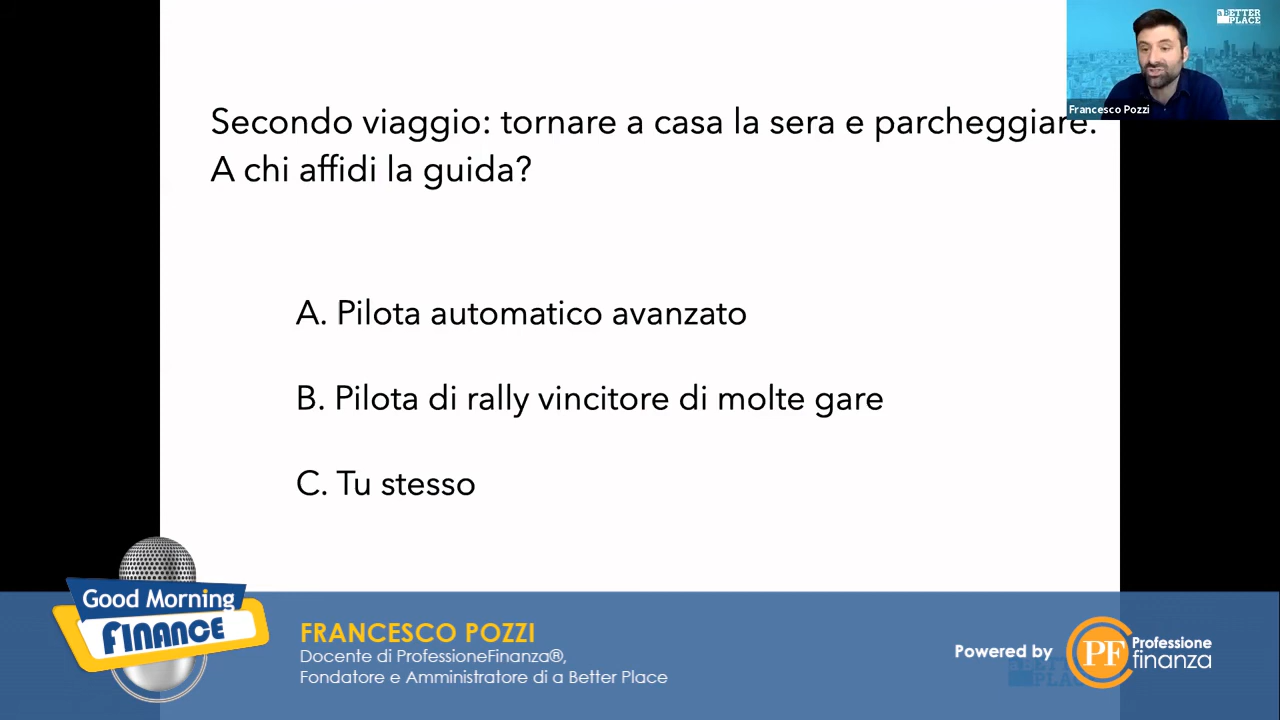 a BETTER
PLACE
Francesco Pozzi
Secondo viaggio: tornare a casa la sera e parcheggiare.
A chi affidi la guida?
A. Pilota automatico avanzato
B. Pilota di rally vincitore di molte gare
C. Tu stesso
Good Morning
FINANCE
FRANCESCO POZZI
Docente di ProfessioneFinanza®,
Fondatore e Amministratore di a Better Place
Powered by
PF
Professione
finanza
a BETTER
PLACE